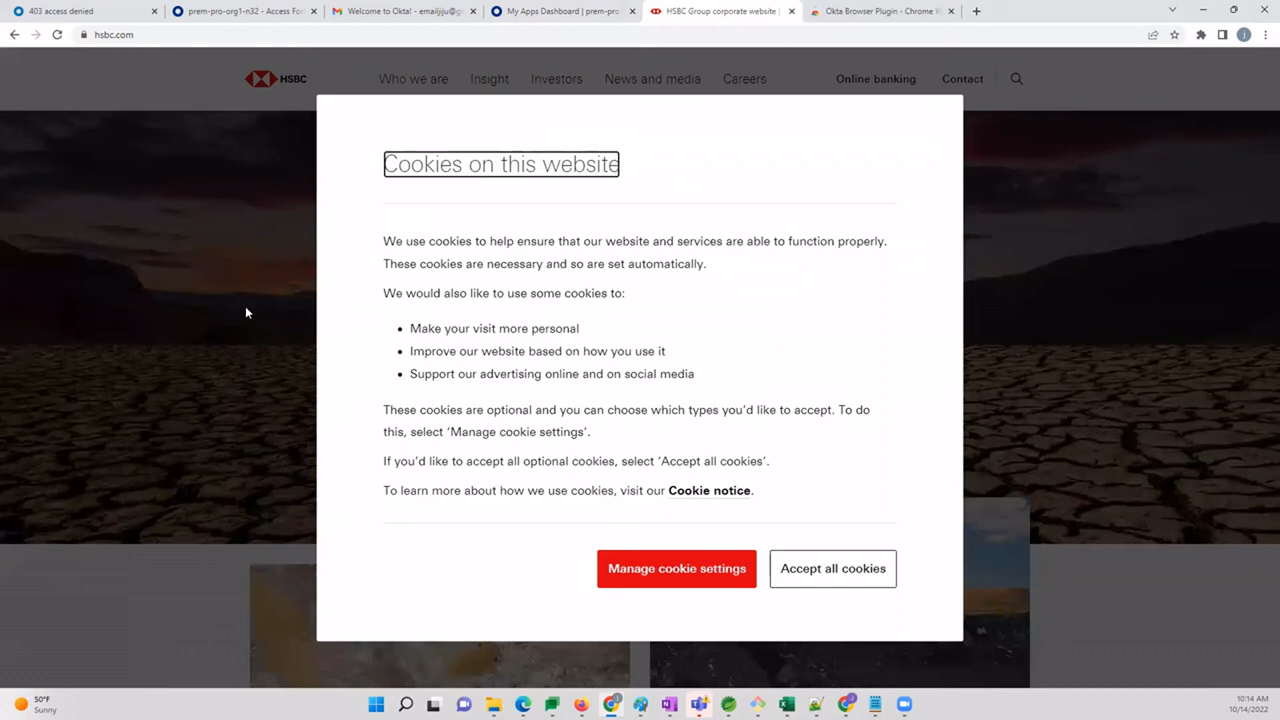 403 access denied
prem-pro-org1-n32 - Access For
Welcome to Okta! - emailjiju@g
My Apps Dashboard | prem-pro-
HSBC Group corporate website |
Okta Browser Plugin - Chrome W
hsbc.com
HSBC
Who we are
Insight
Investors
News and media
Careers
Online banking
Contact
Cookies on this website
We use cookies to help ensure that our website and services are able to function properly.
These cookies are necessary and so are set automatically.
We would also like to use some cookies to:
• Make your visit more personal
• Improve our website based on how you use it
• Support our advertising online and on social media
These cookies are optional and you can choose which types you'd like to accept. To do
this, select ‘Manage cookie settings’.
If you'd like to accept all optional cookies, select ‘Accept all cookies’.
To learn more about how we use cookies, visit our Cookie notice.
Manage cookie settings
Accept all cookies
50°F
Sunny
10:14 AM
10/14/2022